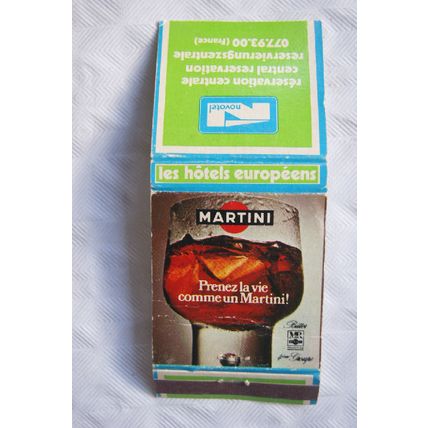 réservation centrale
central reservation
reservierungszentrale
077.93.00 (france)
novotel
les hôtels européens
MARTINI
Prenez la vie
comme un Martini!